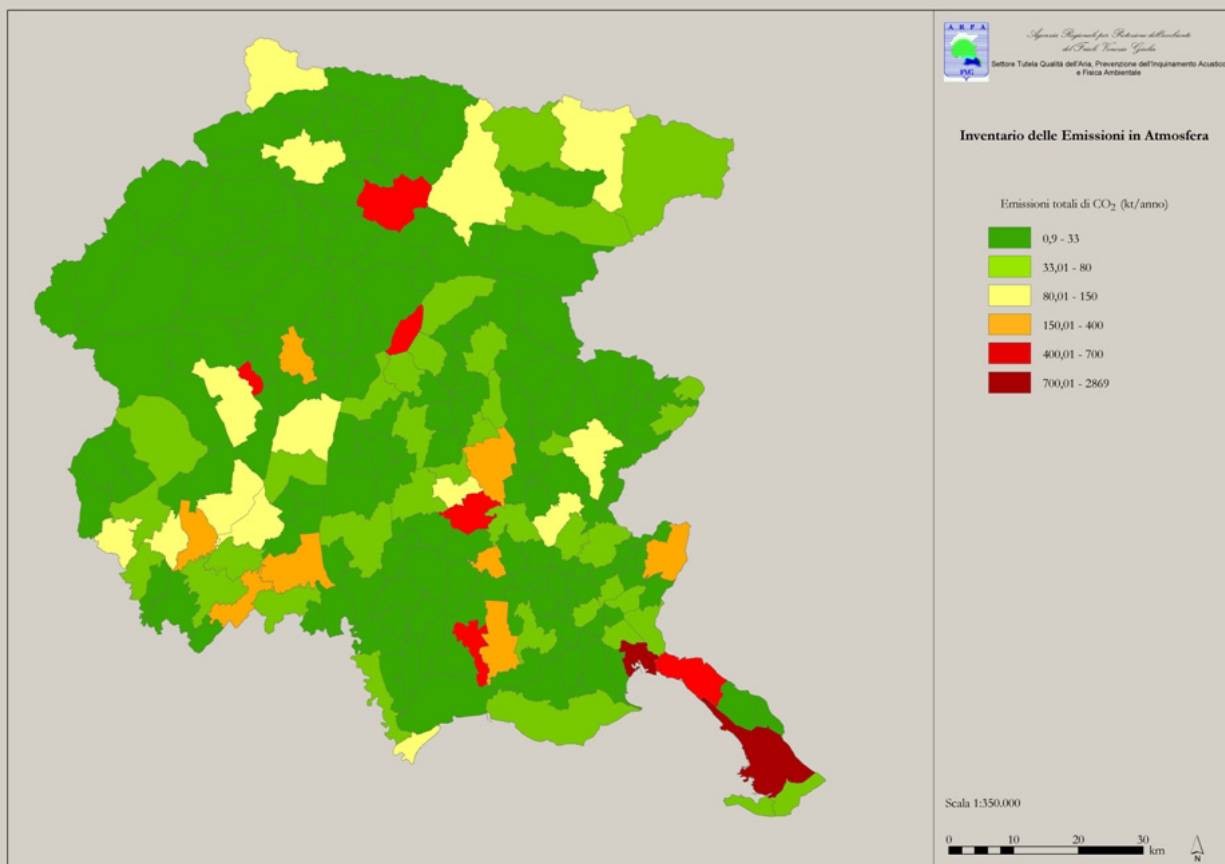 A R P A
FVG
Agenzia Regionale per Protezione dell'ambiente
del Friuli Venezia Giulia
Settore Tutela Qualità dell'Aria, Prevenzione dell'Inquinamento Acustico
e Fisica Ambientale
Inventario delle Emissioni in Atmosfera
Emissioni totali di CO₂ (kt/anno)
0,9 - 33
33,01 - 80
80,01 - 150
150,01 - 400
400,01 - 700
700,01 - 2869
Scala 1:350.000
0 10 20 30
km
N